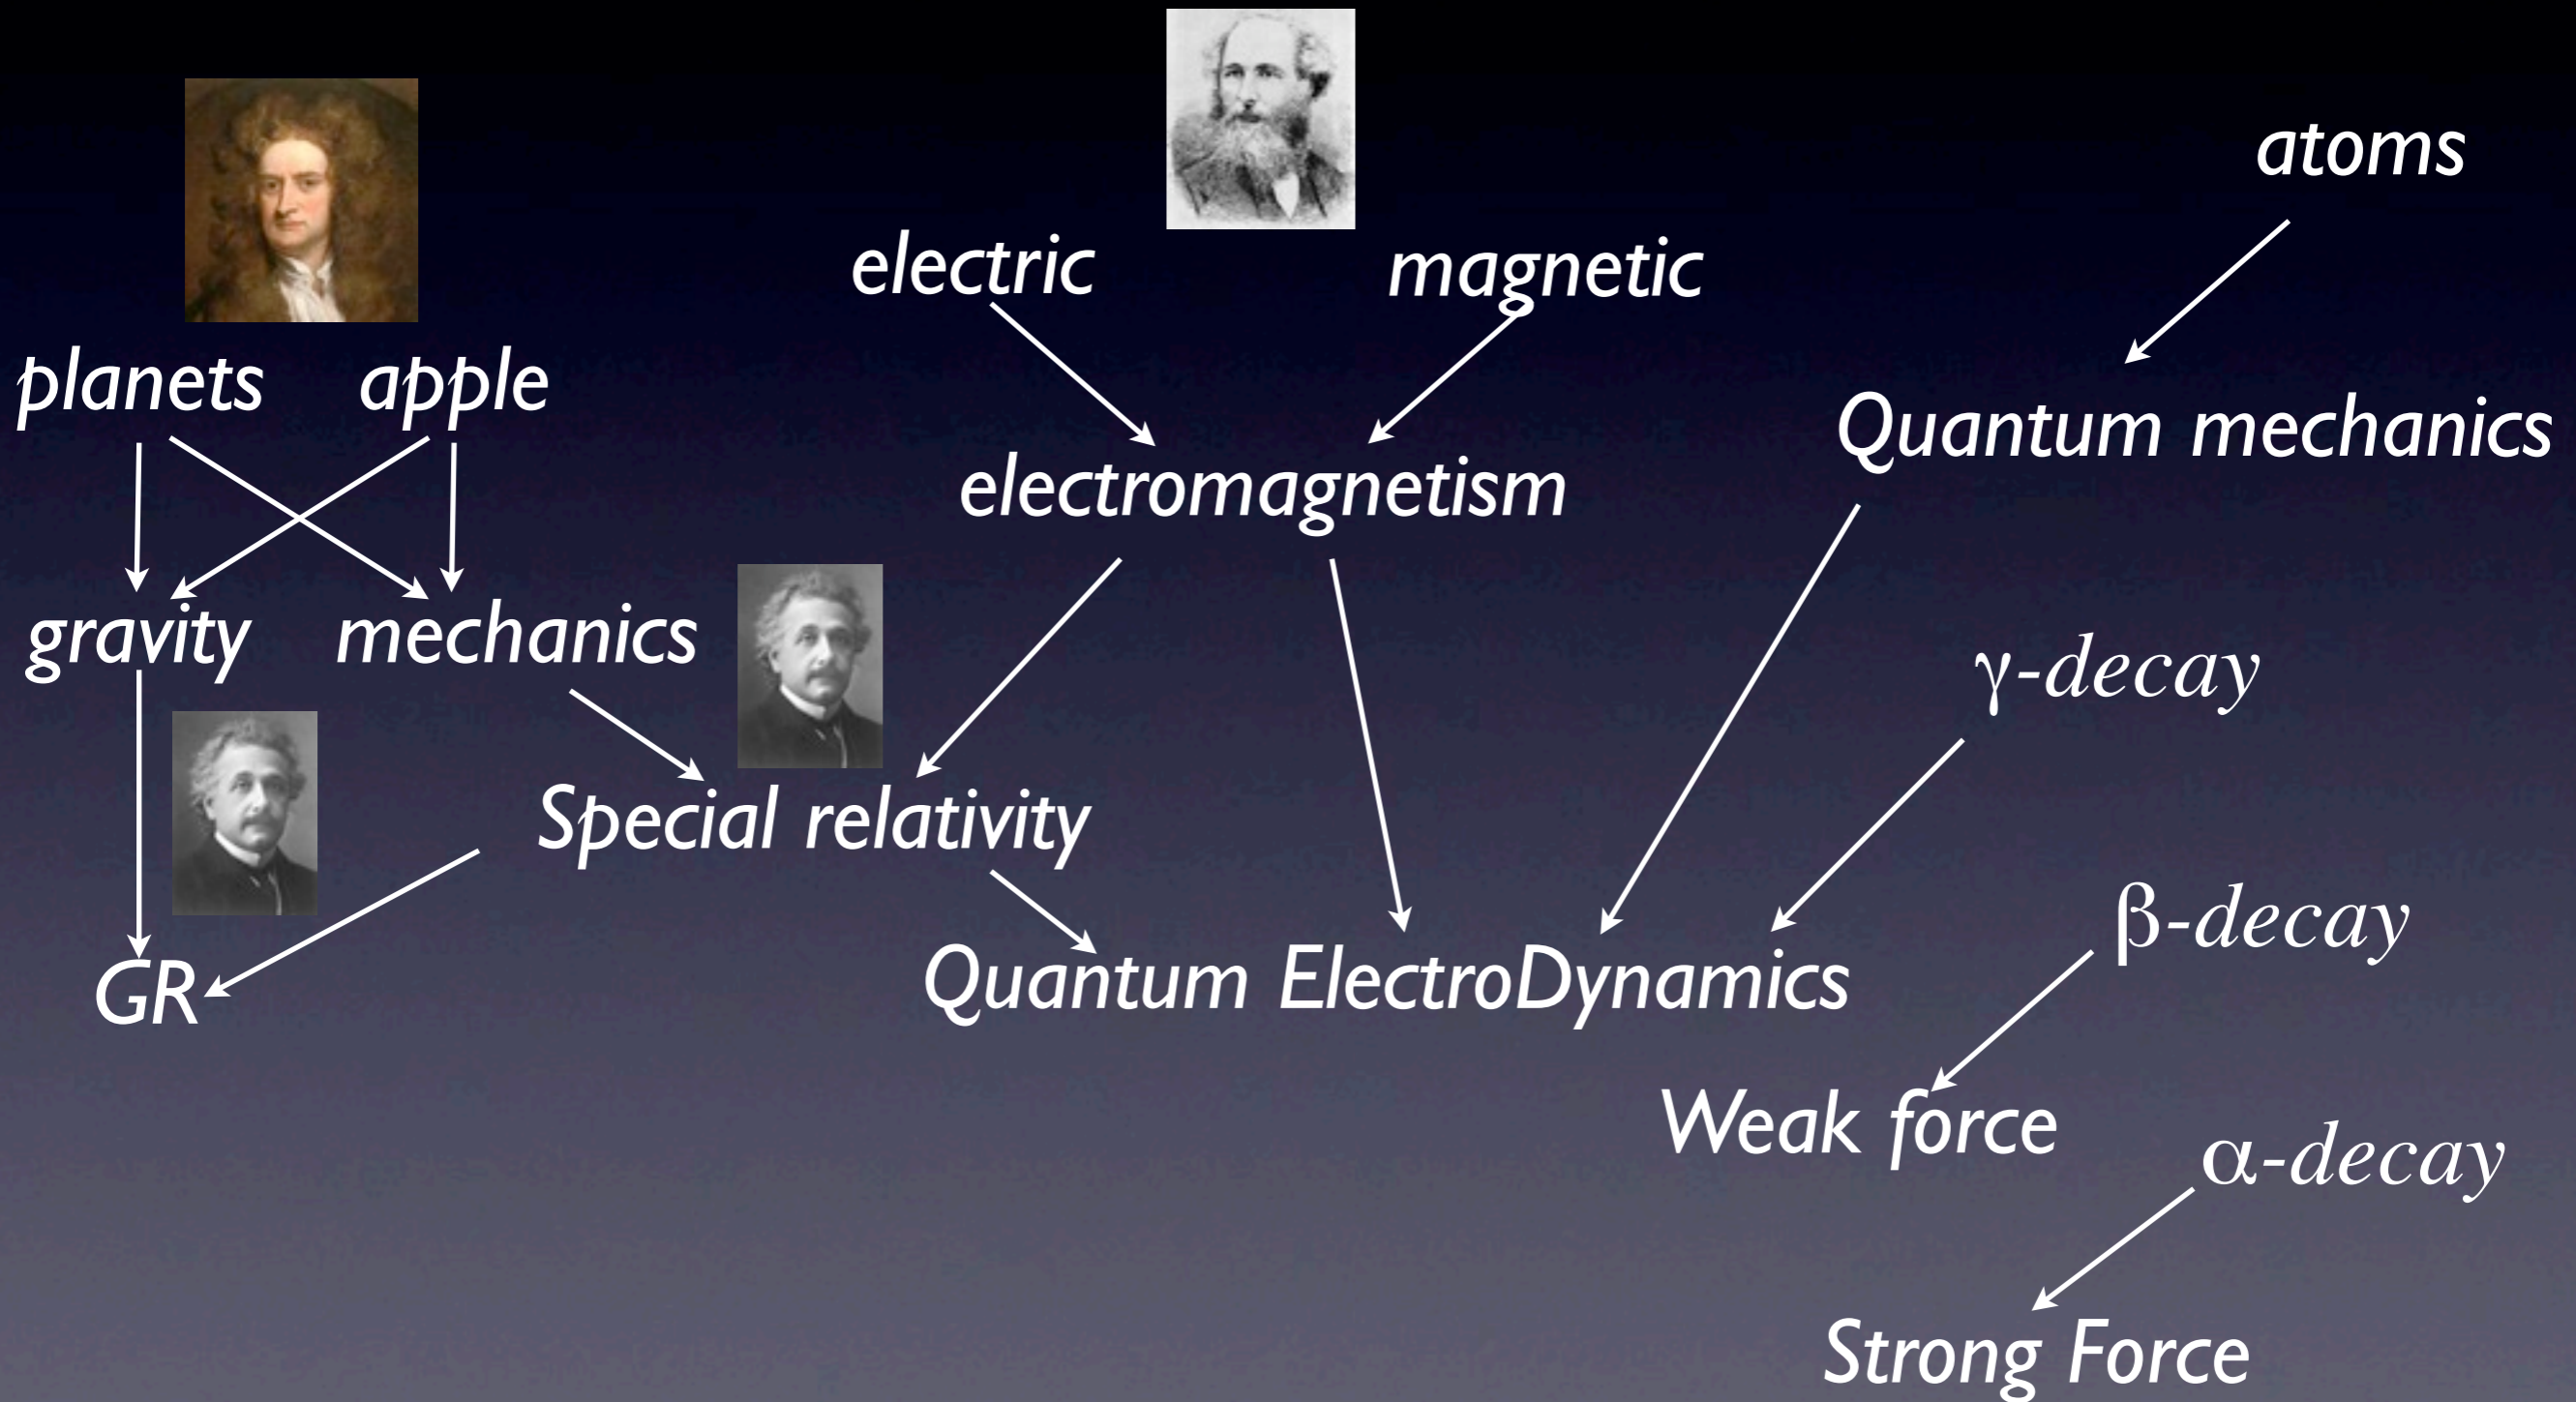 atoms
electric magnetic
planets apple
Quantum mechanics
electromagnetism
gravity mechanics
γ-decay
Special relativity
β-decay
GR
Quantum ElectroDynamics
Weak force
α-decay
Strong Force